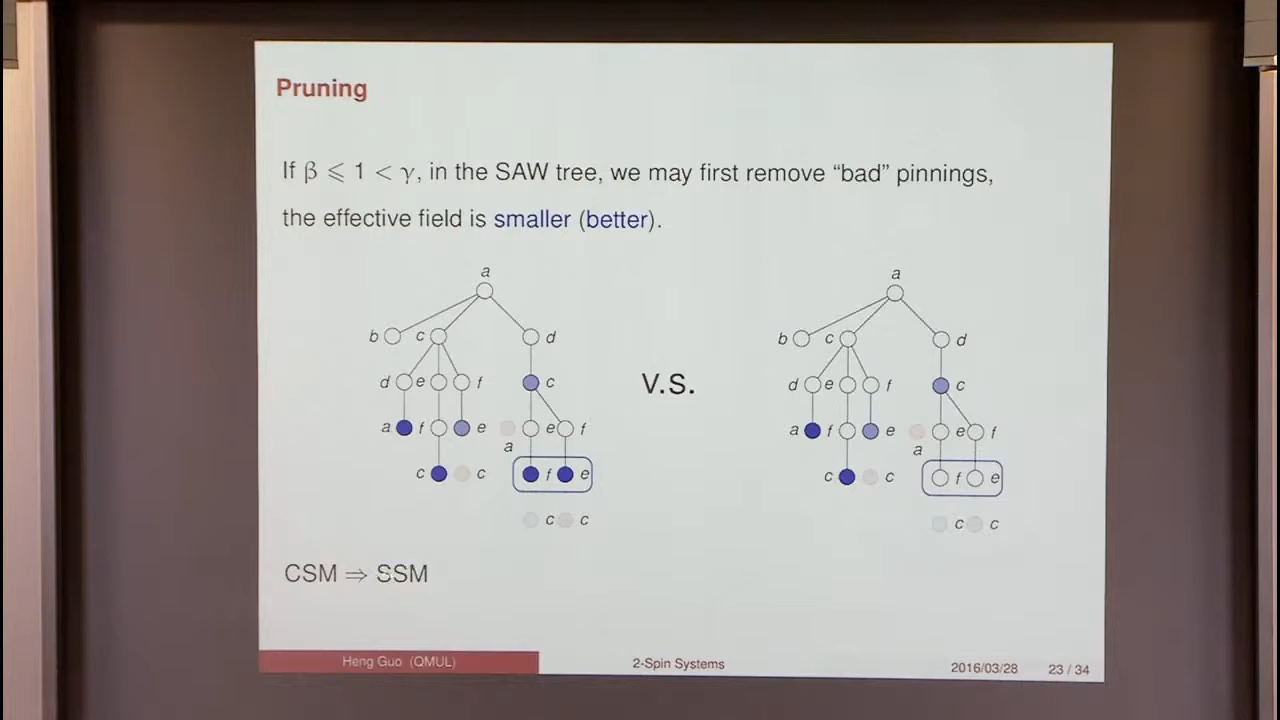 Pruning
If β ⩽ 1 < γ, in the SAW tree, we may first remove “bad” pinnings,
the effective field is smaller (better).
a a
b c d b c d
d e f c d e f c
V.S.
a f e e f a f e e f
a a
c c f e c c f e
c c c c
CSM ⇒ SSM
Heng Guo (QMUL) 2-Spin Systems 2016/03/28 23 / 34